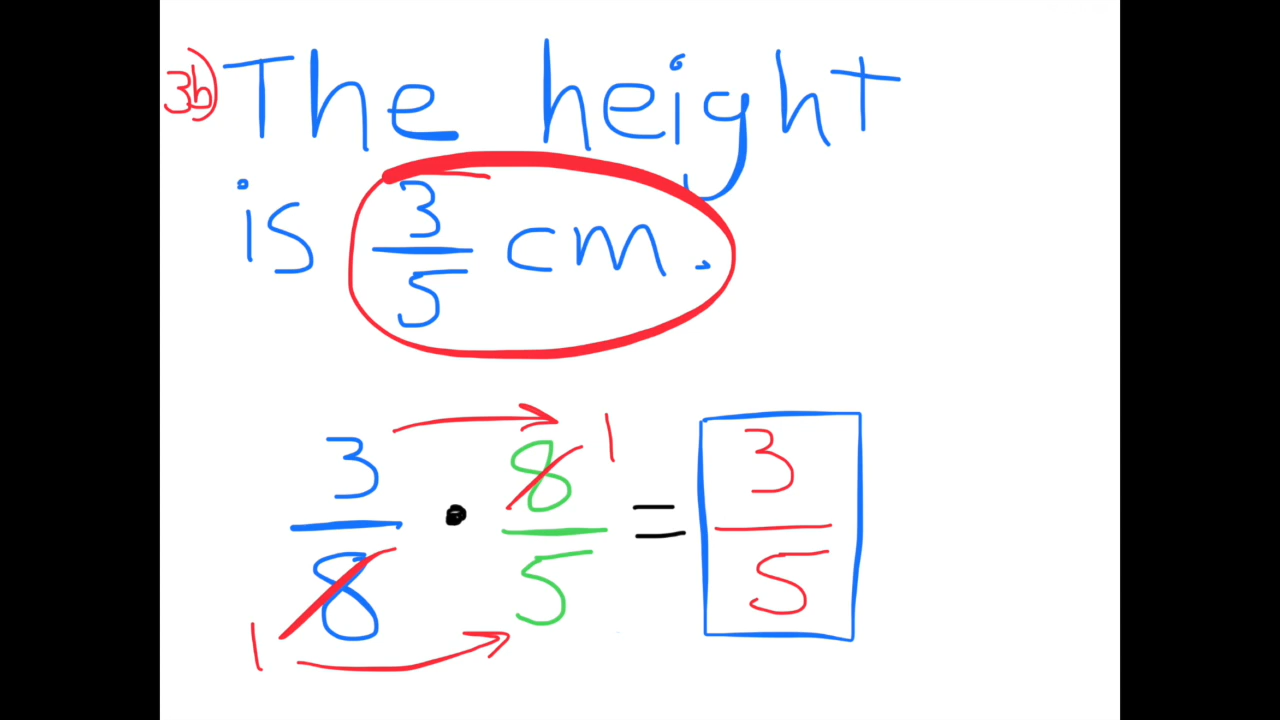 3b) The height
is 3/5 cm.
3/8 · 8/5 = 3/5
1 1